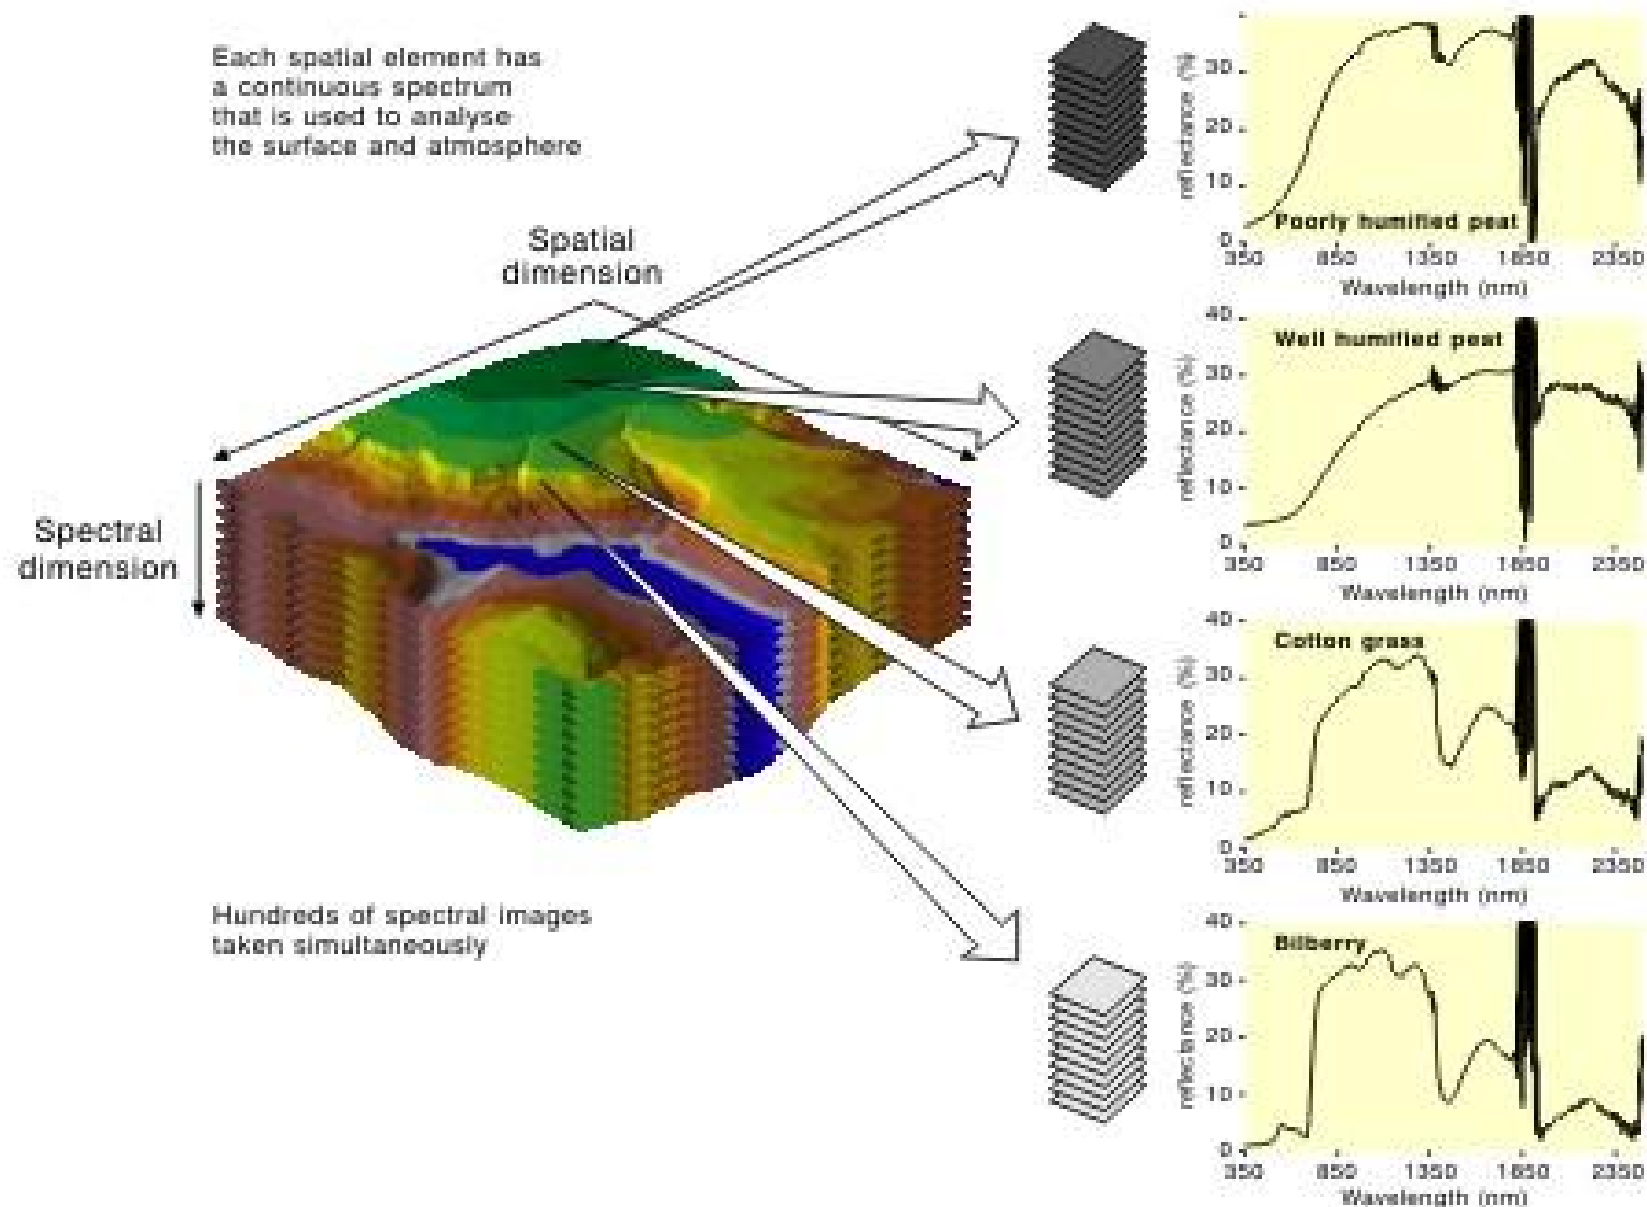 Each spatial element has
a continuous spectrum
that is used to analyse
the surface and atmosphere
Spatial
dimension
Spectral
dimension
Hundreds of spectral images
taken simultaneously
reflectance (%)
30
20
10
0
Poorly humified peat
350 850 1350 1850 2350
Wavelength (nm)
reflectance (%)
40
30
20
10
0
Well humified peat
350 850 1350 1850 2350
Wavelength (nm)
reflectance (%)
40
30
20
10
0
Cotton grass
350 850 1350 1850 2350
Wavelength (nm)
reflectance (%)
40
30
20
10
0
Bilberry
350 850 1350 1850 2350
Wavelength (nm)